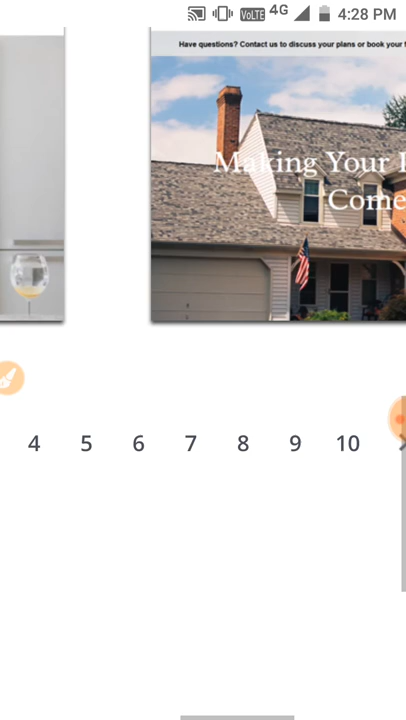 VoLTE 4G 4:28 PM
Have questions? Contact us to discuss your plans or book your
Making Your
Come
4 5 6 7 8 9 10